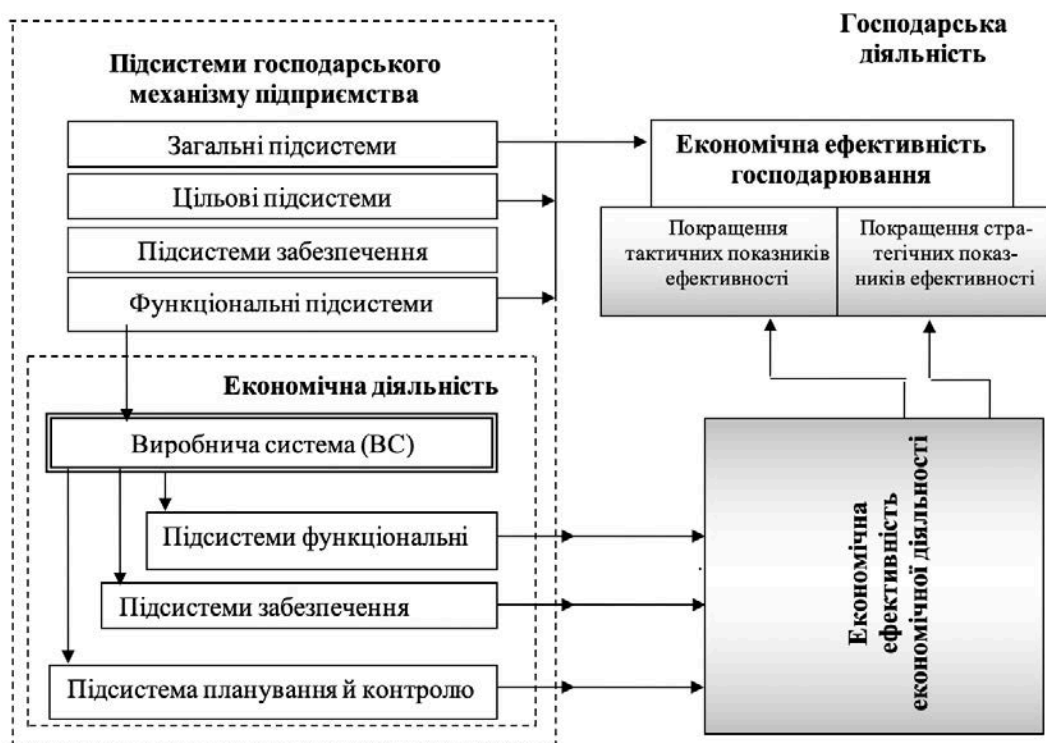 Господарська
діяльність
Підсистеми господарського
механізму підприємства
Загальні підсистеми
Цільові підсистеми
Підсистеми забезпечення
Функціональні підсистеми
Економічна ефективність
господарювання
Покращення
тактичних показників
ефективності
Покращення стра-
тегічних показ-
ників ефективності
Економічна діяльність
Виробнича система (ВС)
Підсистеми функціональні
Підсистеми забезпечення
Підсистема планування й контролю
Економічна
ефективність
економічної діяльності